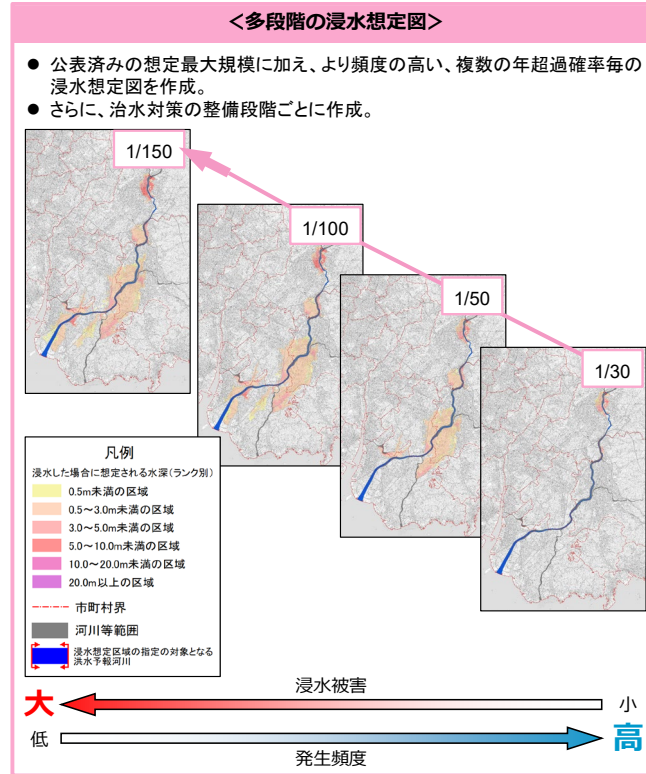 ＜多段階の浸水想定図＞
● 公表済みの想定最大規模に加え、より頻度の高い、複数の年超過確率毎の
浸水想定図を作成。
● さらに、治水対策の整備段階ごとに作成。
1/150
1/100
1/50
1/30
凡例
浸水した場合に想定される水深(ランク別)
0.5m未満の区域
0.5～3.0m未満の区域
3.0～5.0m未満の区域
5.0～10.0m未満の区域
10.0～20.0m未満の区域
20.0m以上の区域
市町村界
河川等範囲
浸水想定区域の指定の対象となる
洪水予報河川
浸水被害
大
小
低
高
発生頻度